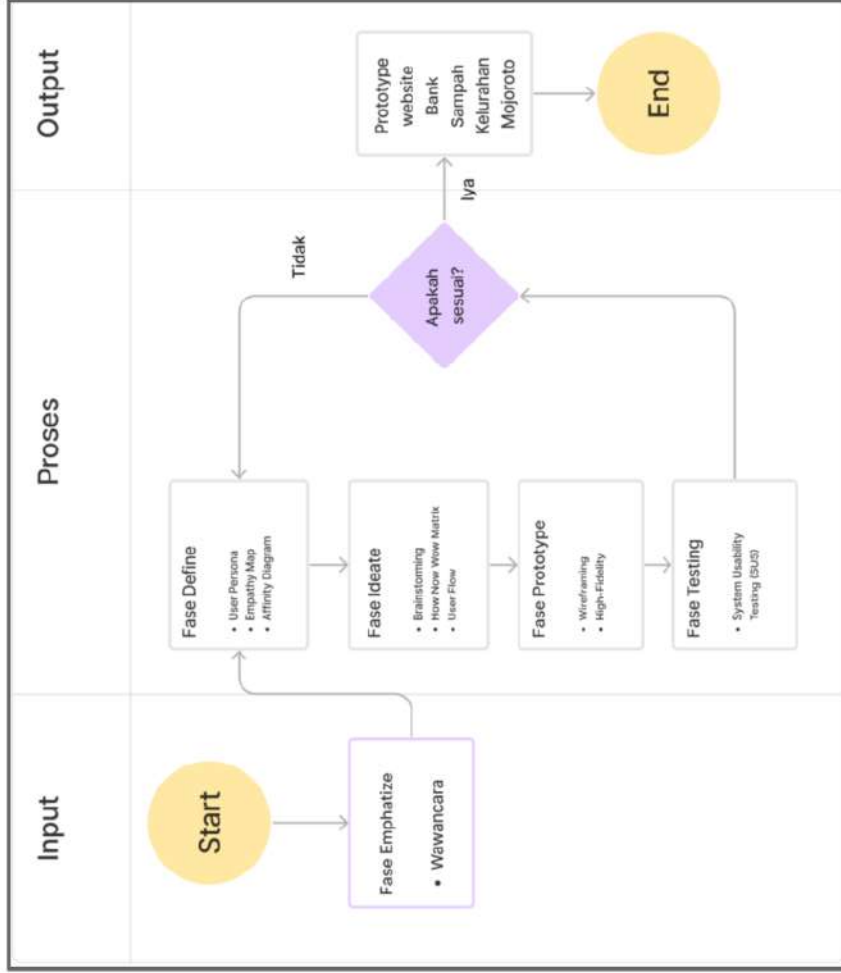 Input
Proses
Output
Start
Fase Emphatize
• Wawancara
Fase Define
• User Persona
• Empathy Map
• Affinity Diagram
Fase Ideate
• Brainstorming
• How Now Wow Matrix
• User Flow
Fase Prototype
• Wireframing
• High-Fidelity
Fase Testing
• System Usability
Testing (SUS)
Apakah
sesuai?
Tidak
Iya
Prototype
website
Bank
Sampah
Kelurahan
Mojoroto
End